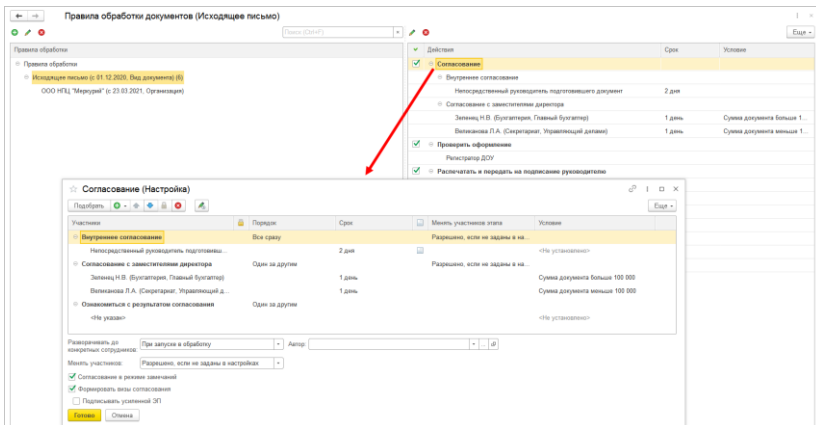 Правила обработки документов (Исходящее письмо)
Поиск (Ctrl+F)
Еще
Правила обработки
Правила обработки
Исходящее письмо (с 01.12.2020, Вид документа) (6)
ООО НПЦ "Меркурий" (с 23.03.2021, Организация)
Действия Срок Условие
Согласование
Внутреннее согласование
Непосредственный руководитель подготовившего документ 2 дня
Согласование с заместителями директора
Зеленец Н.В. (Бухгалтерия, Главный бухгалтер) 1 день Сумма документа больше 1...
Великанова Л.А. (Секретариат, Управляющий делами) 1 день Сумма документа меньше 1...
Проверить оформление
Регистратор ДОУ
Распечатать и передать на подписание руководителю
Согласование (Настройка)
Подобрать
Еще
Участники Порядок Срок Менять участников этапа Условие
Внутреннее согласование Все сразу Разрешено, если не заданы в на...
Непосредственный руководитель подготовивш... 2 дня <Не установлено>
Согласование с заместителями директора Один за другим Разрешено, если не заданы в на...
Зеленец Н.В. (Бухгалтерия, Главный бухгалтер) 1 день Сумма документа больше 100 000
Великанова Л.А. (Секретариат, Управляющий д... 1 день Сумма документа меньше 100 000
Ознакомиться с результатом согласования Один за другим
<Не указан> <Не установлено>
Разворачивать до конкретных сотрудников: При запуске в обработку Автор:
Менять участников: Разрешено, если не заданы в настройках
Согласование в режиме замечаний
Формировать визы согласования
Подписывать усиленной ЭП
Готово Отмена